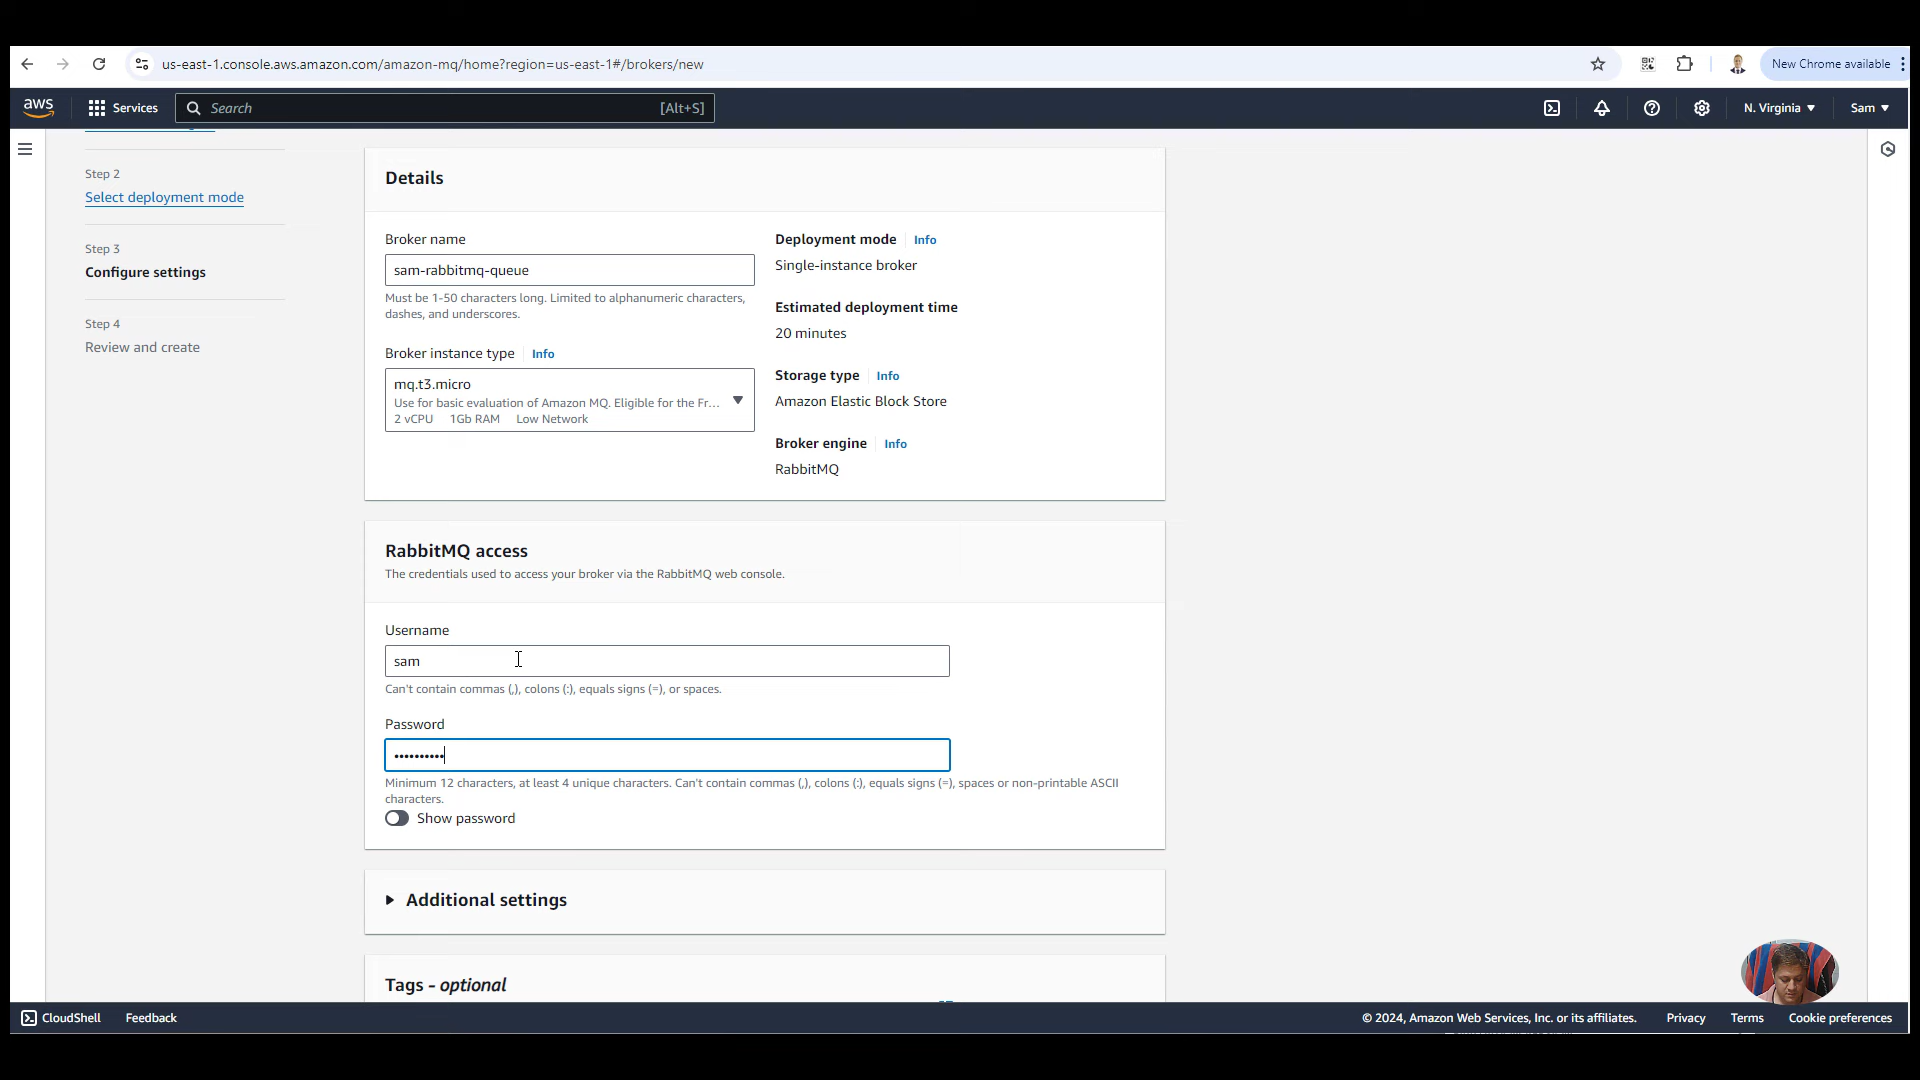 us-east-1.console.aws.amazon.com/amazon-mq/home?region=us-east-1#/brokers/new
New Chrome available
aws
Services
Search
[Alt+S]
N. Virginia
Sam
Step 2
Select deployment mode
Step 3
Configure settings
Step 4
Review and create
Details
Broker name
sam-rabbitmq-queue
Must be 1-50 characters long. Limited to alphanumeric characters,
dashes, and underscores.
Broker instance type Info
mq.t3.micro
Use for basic evaluation of Amazon MQ. Eligible for the Fr...
2 vCPU 1Gb RAM Low Network
Deployment mode Info
Single-instance broker
Estimated deployment time
20 minutes
Storage type Info
Amazon Elastic Block Store
Broker engine Info
RabbitMQ
RabbitMQ access
The credentials used to access your broker via the RabbitMQ web console.
Username
sam
Can't contain commas (,), colons (:), equals signs (=), or spaces.
Password
••••••••••
Minimum 12 characters, at least 4 unique characters. Can't contain commas (,), colons (:), equals signs (=), spaces or non-printable ASCII
characters.
Show password
Additional settings
Tags - optional
CloudShell
Feedback
© 2024, Amazon Web Services, Inc. or its affiliates.
Privacy
Terms
Cookie preferences